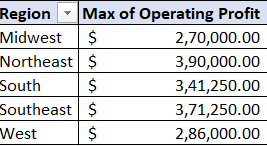 Region Max of Operating Profit
Midwest $ 2,70,000.00
Northeast $ 3,90,000.00
South $ 3,41,250.00
Southeast $ 3,71,250.00
West $ 2,86,000.00